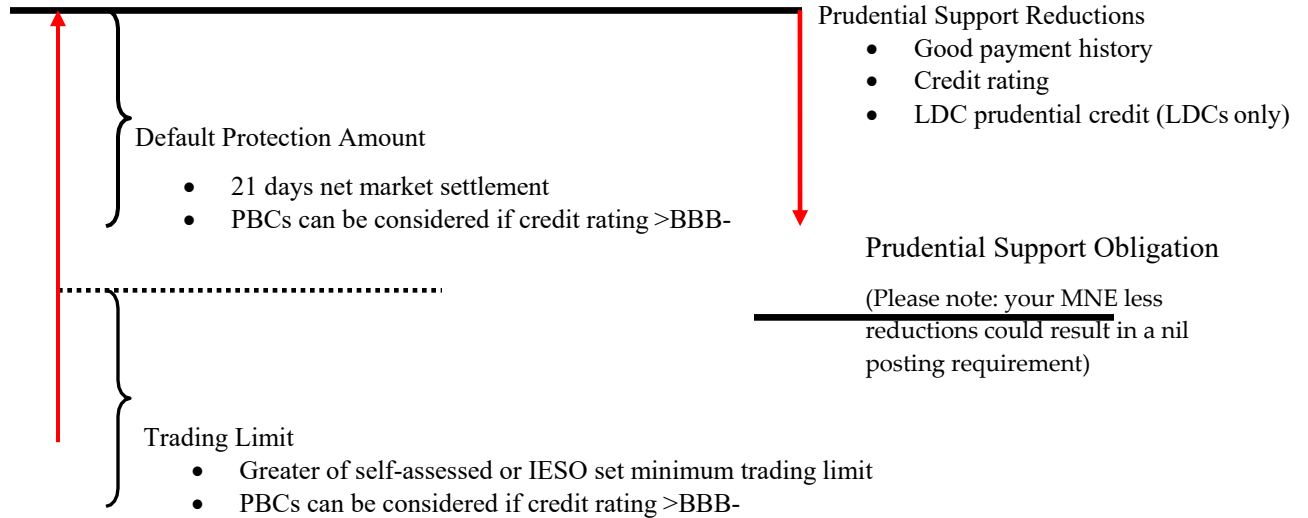 Prudential Support Reductions
• Good payment history
• Credit rating
• LDC prudential credit (LDCs only)
Default Protection Amount
• 21 days net market settlement
• PBCs can be considered if credit rating >BBB-
Prudential Support Obligation
(Please note: your MNE less
reductions could result in a nil
posting requirement)
Trading Limit
• Greater of self-assessed or IESO set minimum trading limit
• PBCs can be considered if credit rating >BBB-